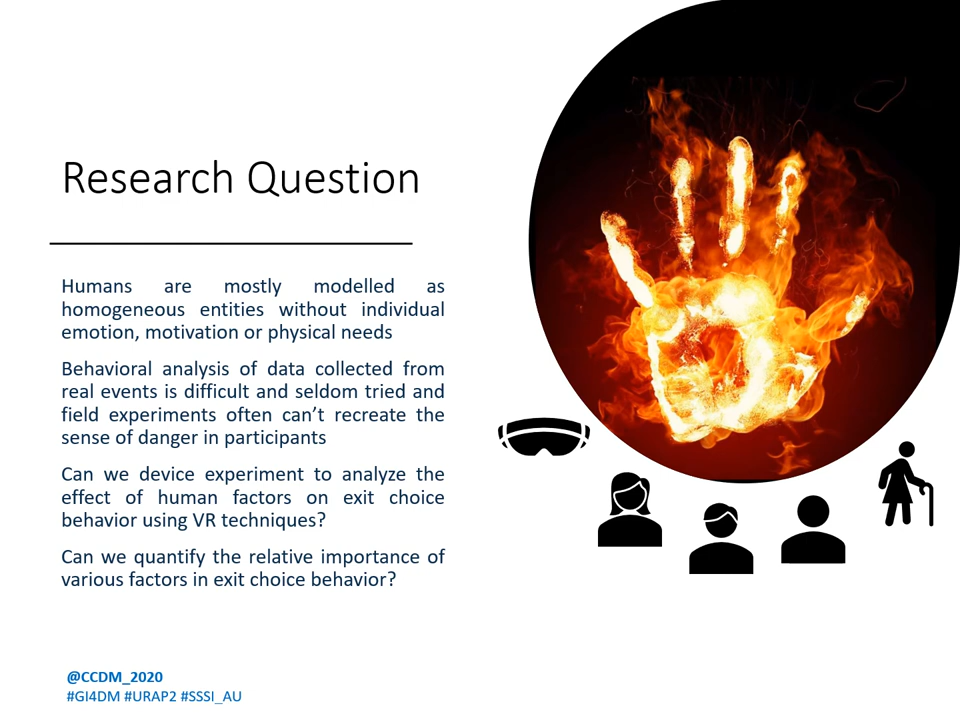 Research Question
Humans are mostly modelled as
homogeneous entities without individual
emotion, motivation or physical needs
Behavioral analysis of data collected from
real events is difficult and seldom tried and
field experiments often can't recreate the
sense of danger in participants
Can we device experiment to analyze the
effect of human factors on exit choice
behavior using VR techniques?
Can we quantify the relative importance of
various factors in exit choice behavior?
@CCDM_2020
#GI4DM #URAP2 #SSSI_AU